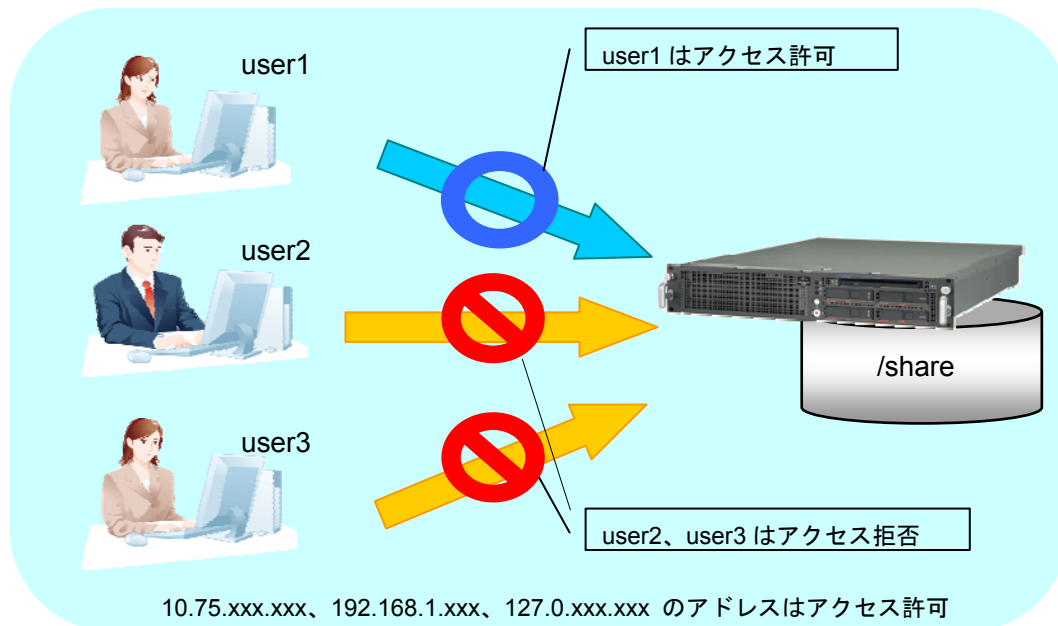 user1
user1 はアクセス許可
user2
/share
user3
user2、user3 はアクセス拒否
10.75.xxx.xxx、192.168.1.xxx、127.0.xxx.xxx のアドレスはアクセス許可